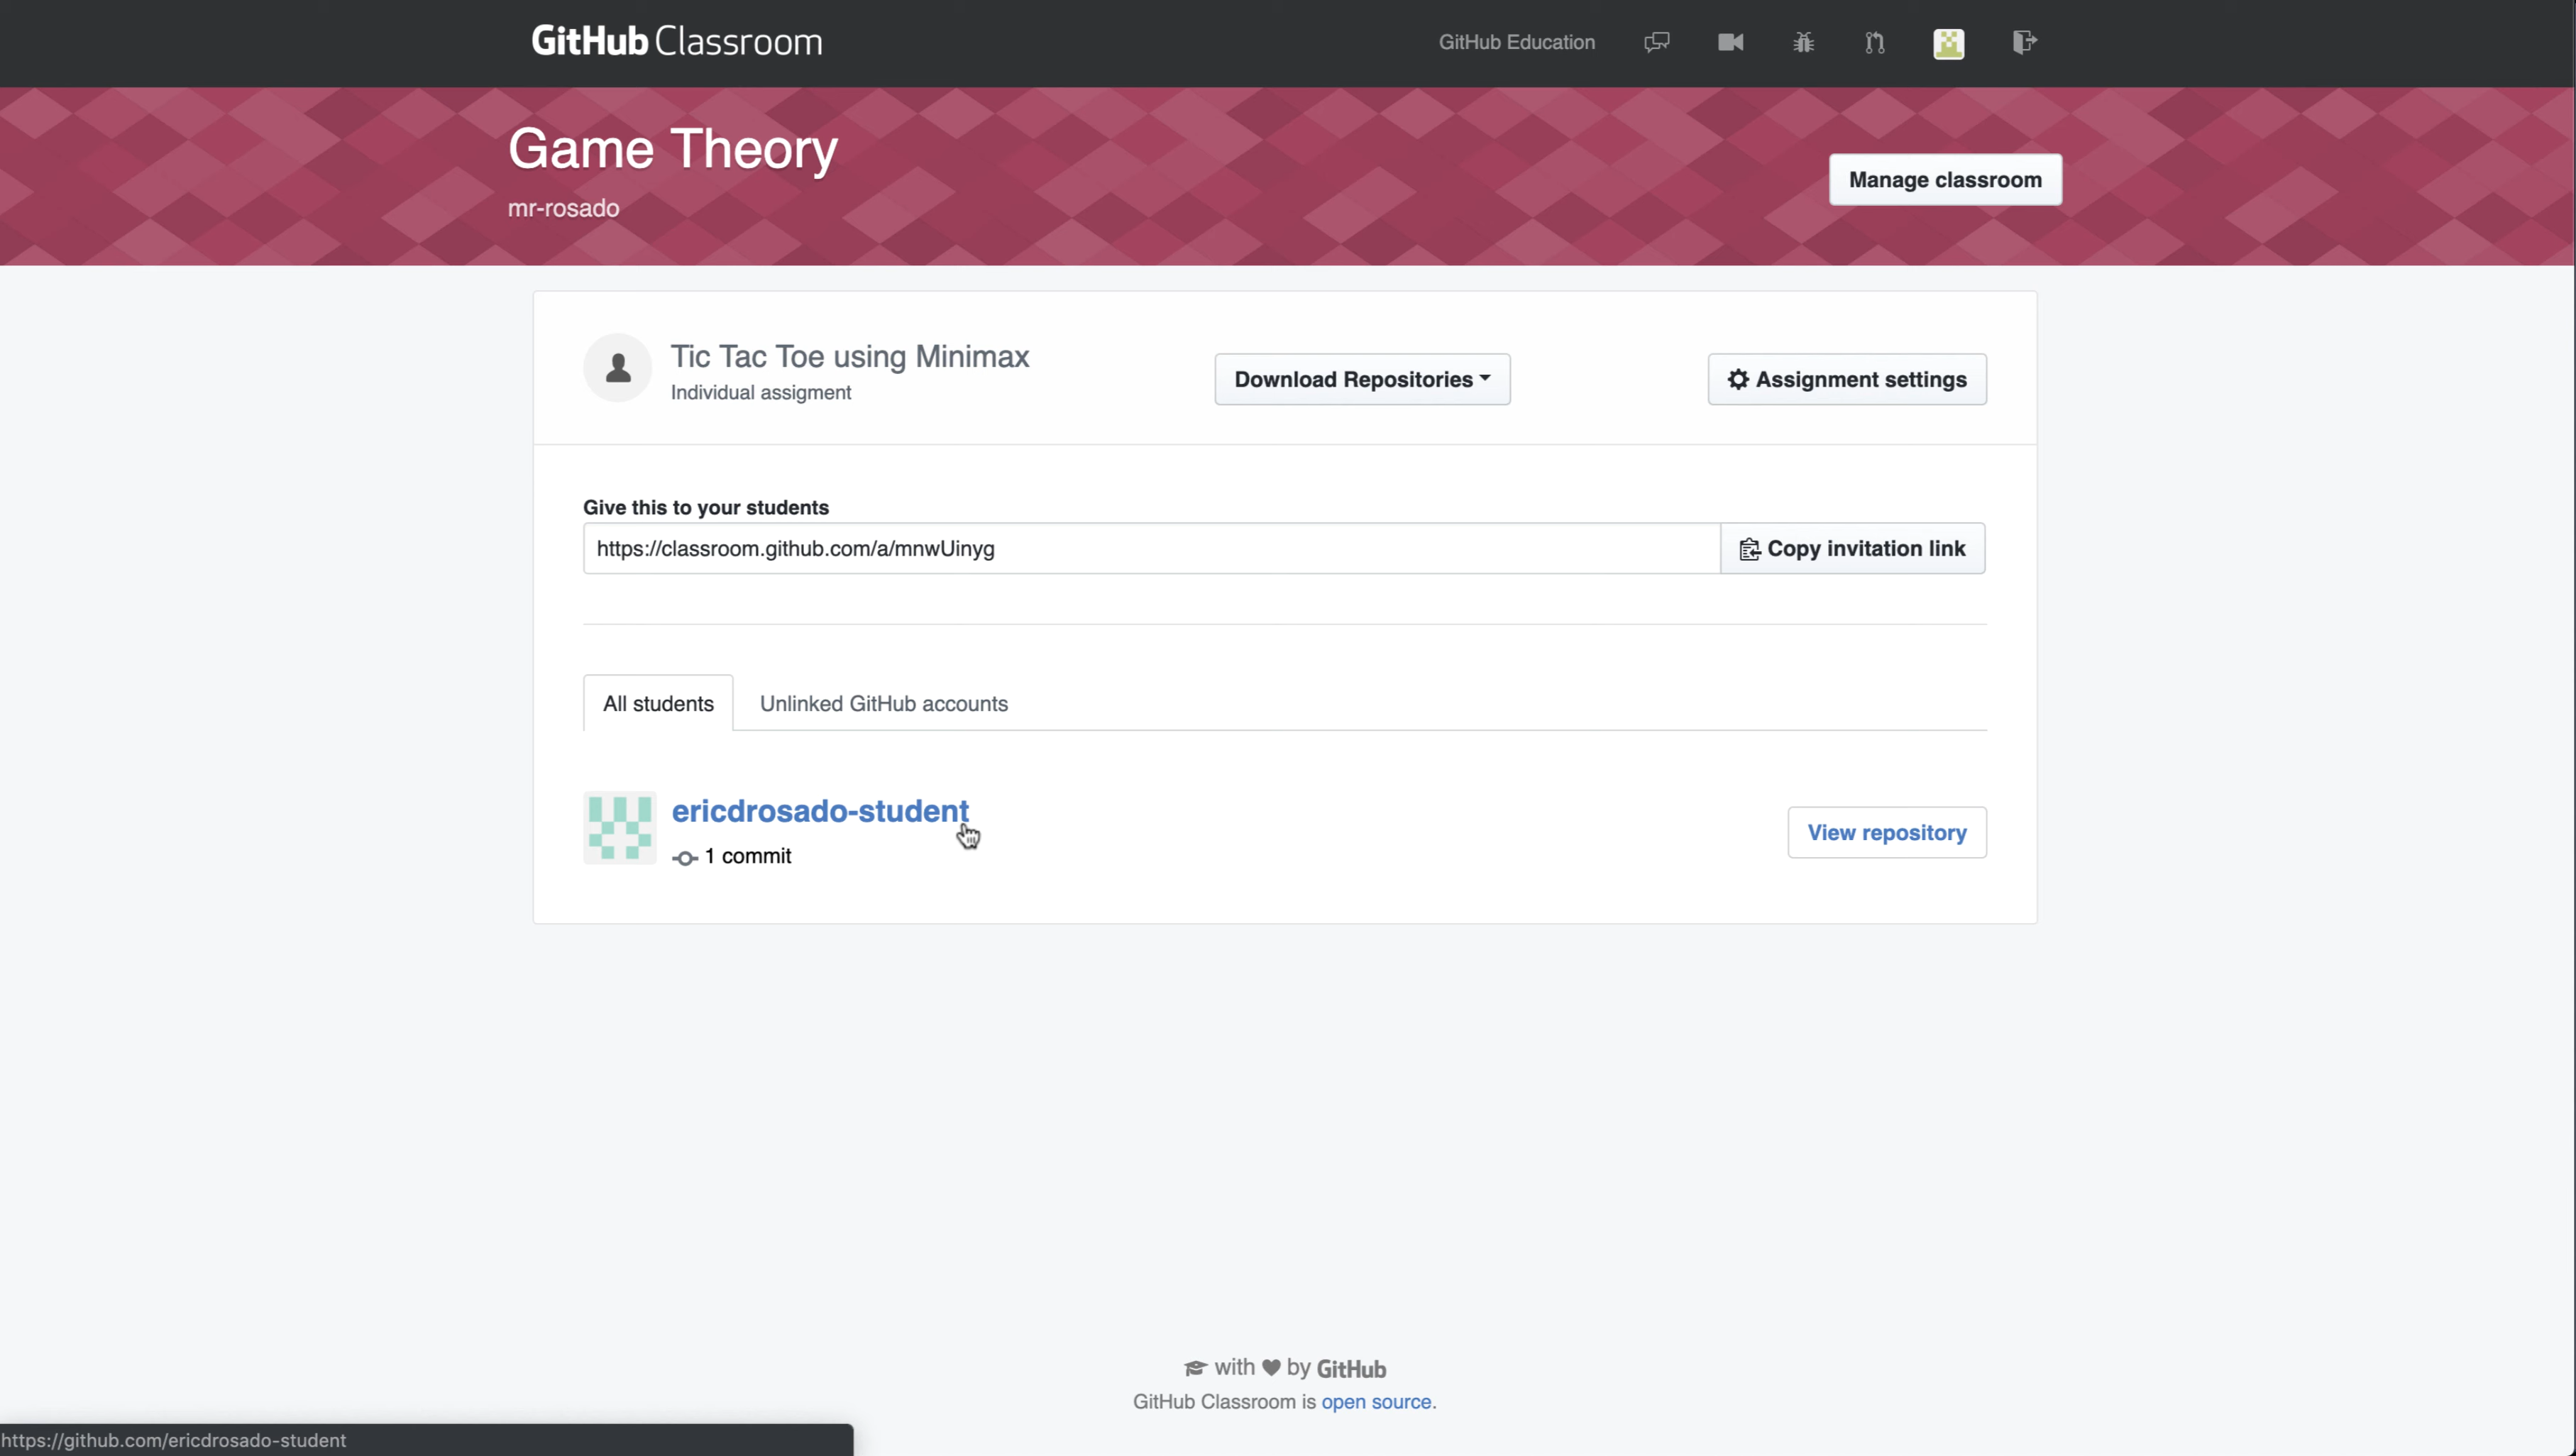 GitHub Classroom
GitHub Education
Game Theory
mr-rosado
Manage classroom
Tic Tac Toe using Minimax
Individual assigment
Download Repositories
Assignment settings
Give this to your students
https://classroom.github.com/a/mnwUinyg
Copy invitation link
All students
Unlinked GitHub accounts
ericdrosado-student
1 commit
View repository
with by GitHub
GitHub Classroom is open source.
https://github.com/ericdrosado-student